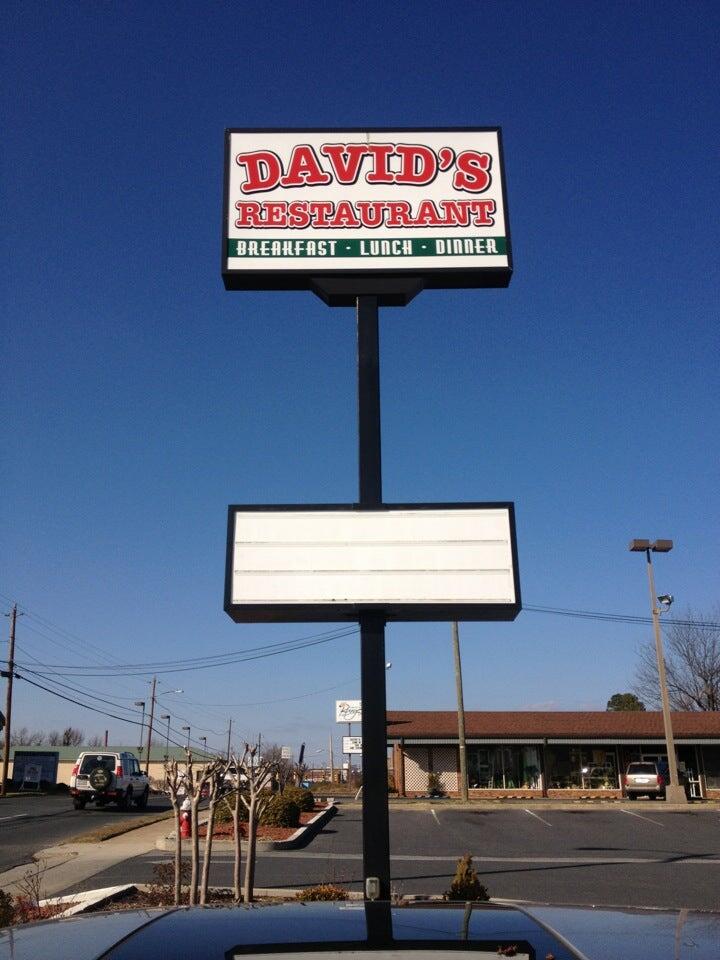 DAVID'S
RESTAURANT
BREAKFAST · LUNCH · DINNER